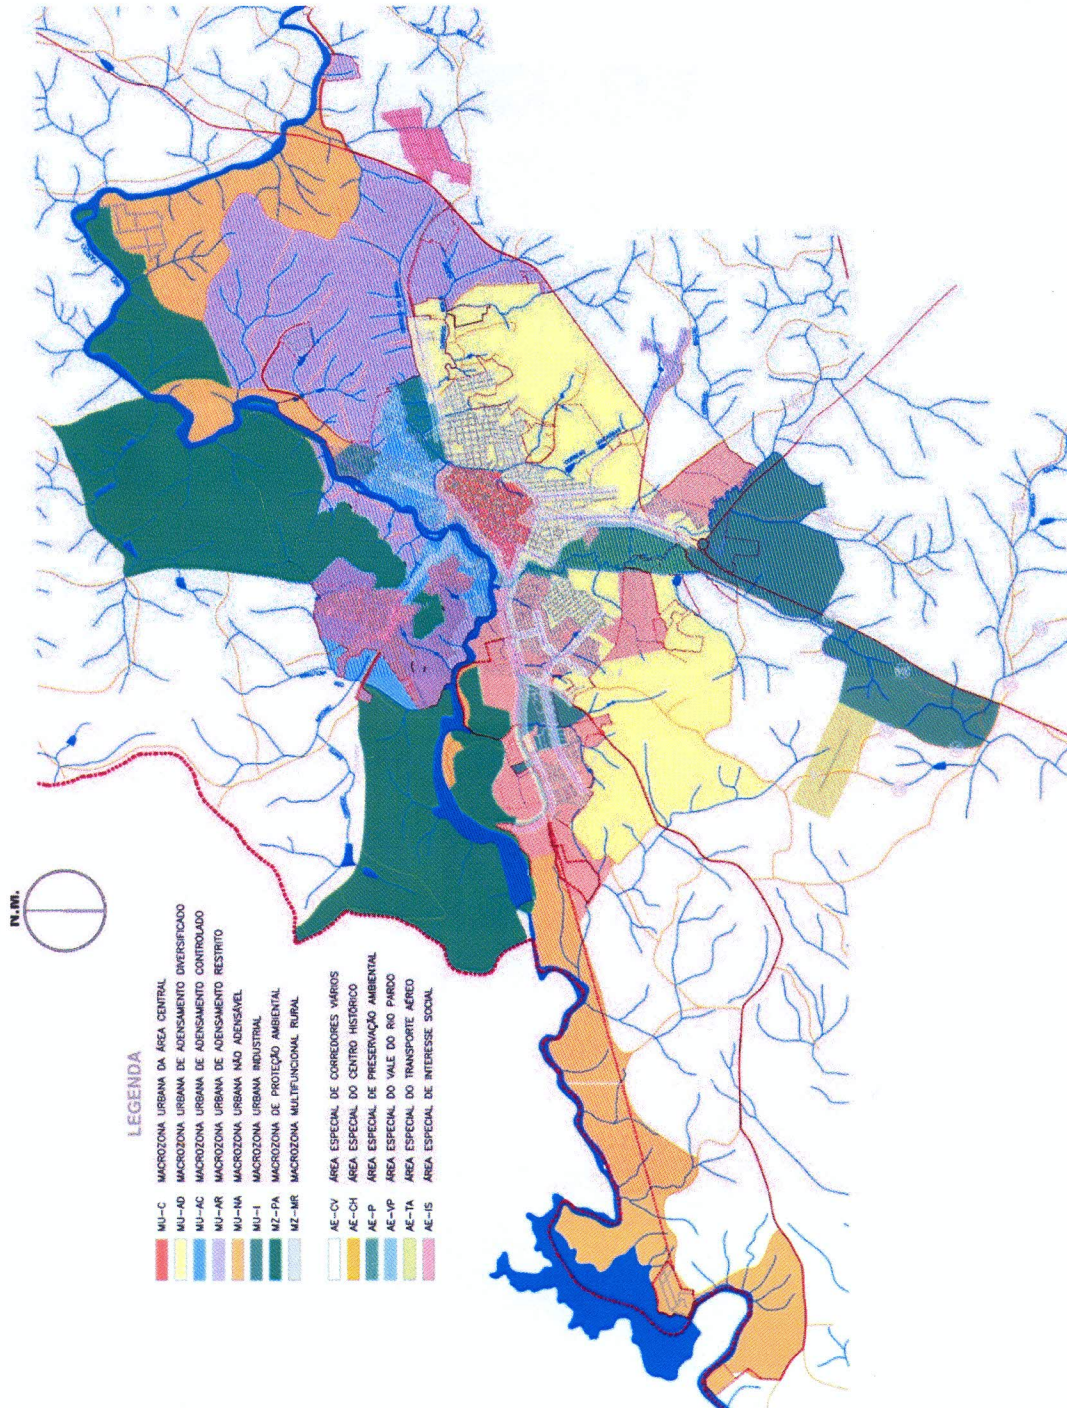 N.M.
LEGENDA
MU-C MACROZONA URBANA DA ÁREA CENTRAL
MU-AD MACROZONA URBANA DE ADENSAMENTO DIVERSIFICADO
MU-AC MACROZONA URBANA DE ADENSAMENTO CONTROLADO
MU-AR MACROZONA URBANA DE ADENSAMENTO RESTRITO
MU-NA MACROZONA URBANA NÃO ADENSÁVEL
MU-I MACROZONA URBANA INDUSTRIAL
MZ-PA MACROZONA DE PROTEÇÃO AMBIENTAL
MZ-MR MACROZONA MULTIFUNCIONAL RURAL
AE-CV ÁREA ESPECIAL DE CORREDORES VIÁRIOS
AE-CH ÁREA ESPECIAL DO CENTRO HISTÓRICO
AE-P ÁREA ESPECIAL DE PRESERVAÇÃO AMBIENTAL
AE-VP ÁREA ESPECIAL DO VALE DO RIO PARDO
AE-TA ÁREA ESPECIAL DO TRANSPORTE AÉREO
AE-IS ÁREA ESPECIAL DE INTERESSE SOCIAL